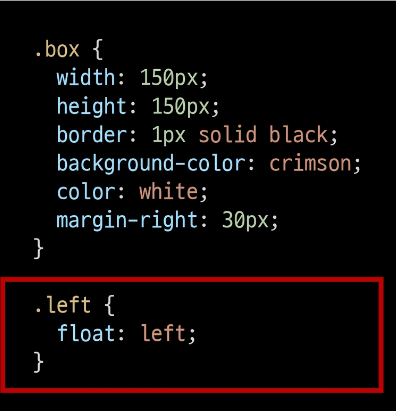 .box {
  width: 150px;
  height: 150px;
  border: 1px solid black;
  background-color: crimson;
  color: white;
  margin-right: 30px;
}
.left {
  float: left;
}